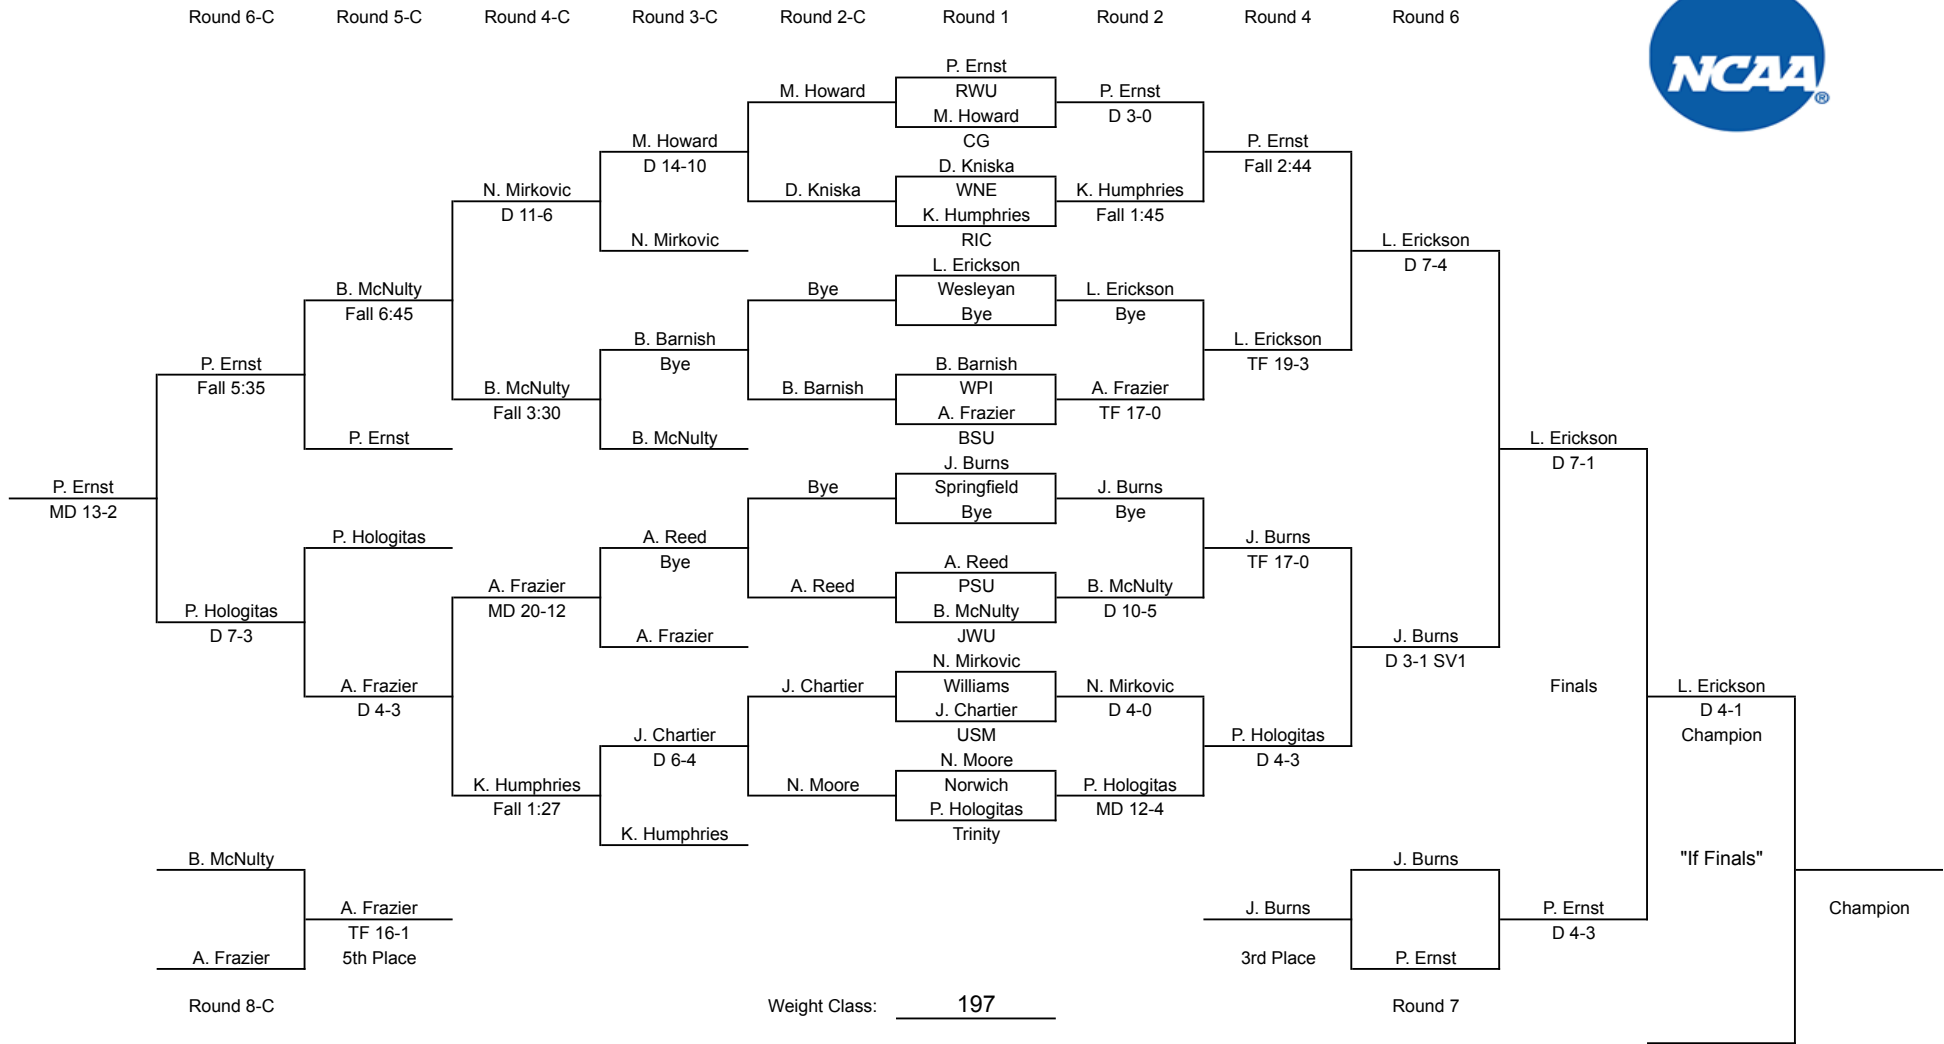 Round 6-C Round 5-C Round 4-C Round 3-C Round 2-C Round 1 Round 2 Round 4 Round 6
NCAA®
P. Ernst
M. Howard RWU P. Ernst
M. Howard D 3-0
M. Howard CG P. Ernst
D 14-10 D. Kniska Fall 2:44
N. Mirkovic D. Kniska WNE K. Humphries
D 11-6 K. Humphries Fall 1:45
N. Mirkovic RIC L. Erickson
L. Erickson D 7-4
B. McNulty Bye Wesleyan L. Erickson
Fall 6:45 Bye Bye
B. Barnish L. Erickson
P. Ernst Bye B. Barnish TF 19-3
Fall 5:35 B. McNulty B. Barnish WPI A. Frazier
Fall 3:30 A. Frazier TF 17-0
P. Ernst B. McNulty BSU L. Erickson
J. Burns D 7-1
P. Ernst Bye Springfield J. Burns
MD 13-2 Bye Bye
P. Hologitas A. Reed J. Burns
Bye A. Reed TF 17-0
A. Frazier A. Reed PSU B. McNulty
P. Hologitas MD 20-12 B. McNulty D 10-5
D 7-3 A. Frazier JWU J. Burns
N. Mirkovic D 3-1 SV1
A. Frazier J. Chartier Williams N. Mirkovic Finals L. Erickson
D 4-3 J. Chartier D 4-0 D 4-1
J. Chartier USM P. Hologitas Champion
D 6-4 N. Moore D 4-3
K. Humphries N. Moore Norwich P. Hologitas
Fall 1:27 P. Hologitas MD 12-4
K. Humphries Trinity
B. McNulty J. Burns "If Finals"
A. Frazier J. Burns P. Ernst Champion
TF 16-1 D 4-3
A. Frazier 5th Place 3rd Place P. Ernst
Round 8-C Weight Class: 197 Round 7